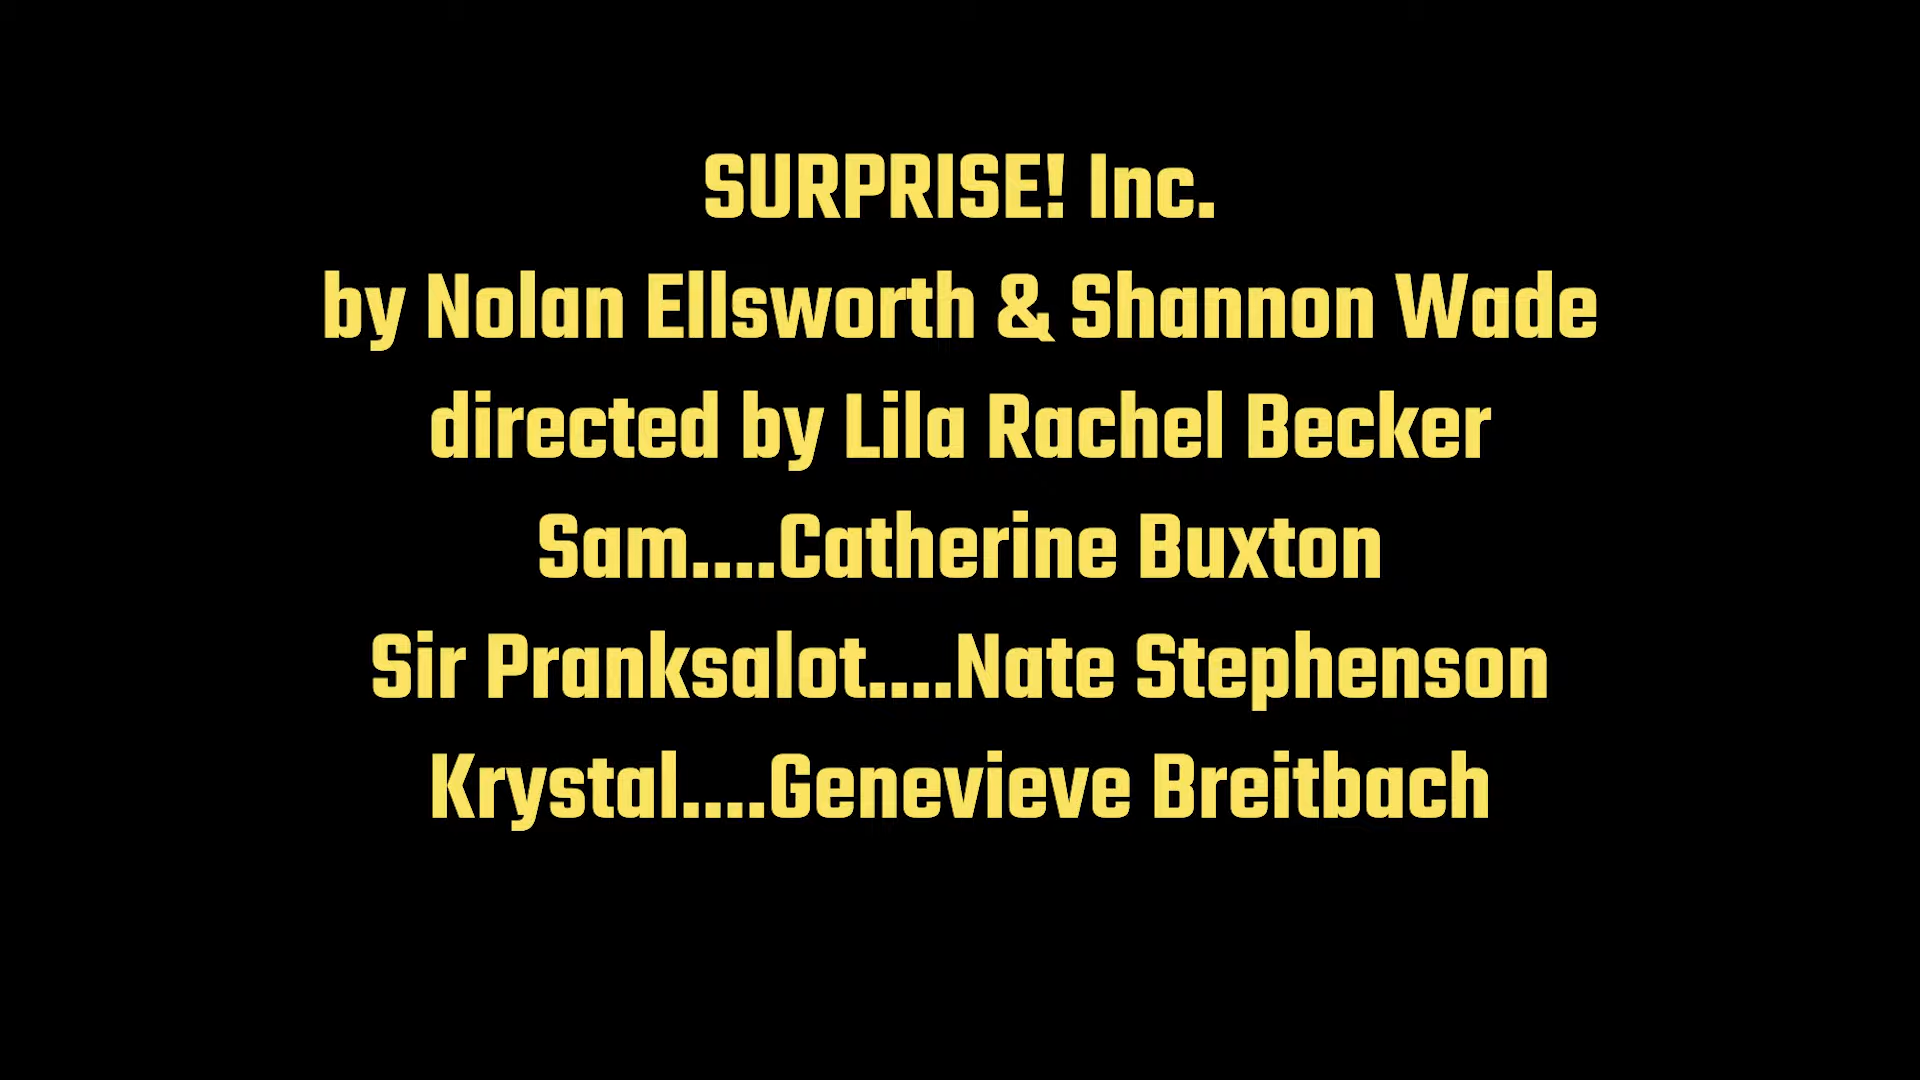 SURPRISE! Inc.
by Nolan Ellsworth & Shannon Wade
directed by Lila Rachel Becker
Sam....Catherine Buxton
Sir Pranksalot....Nate Stephenson
Krystal....Genevieve Breitbach